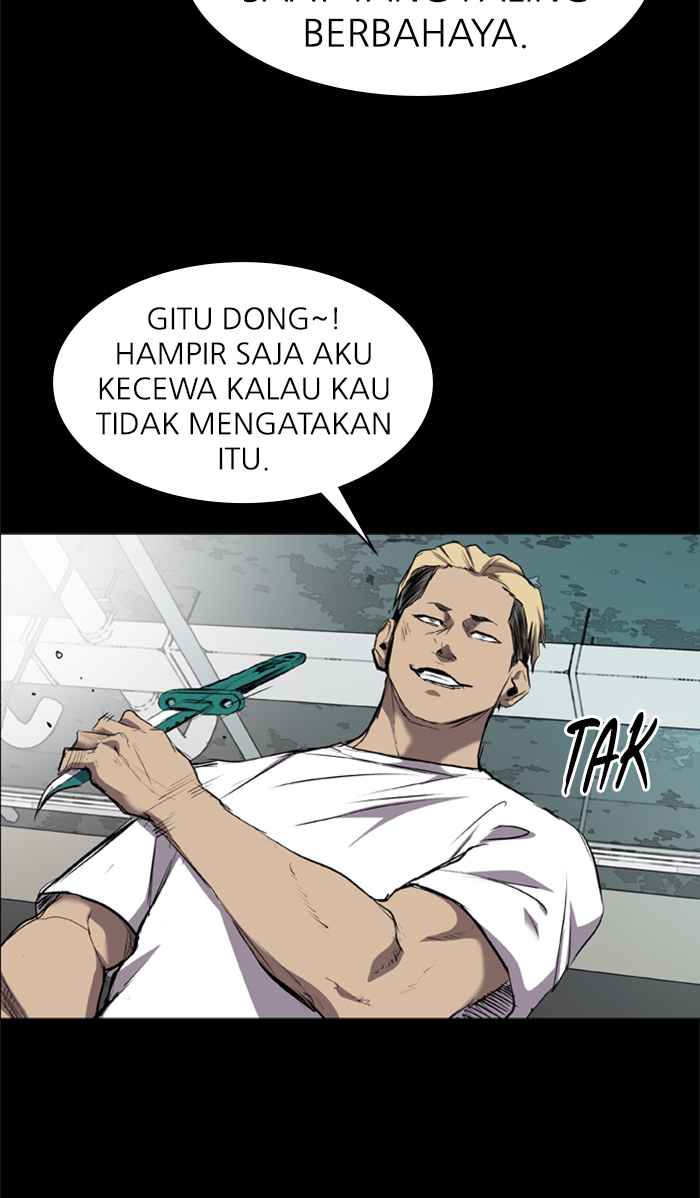 BERBAHAYA.
GITU DONG~!
HAMPIR SAJA AKU
KECEWA KALAU KAU
TIDAK MENGATAKAN
ITU.
TAK